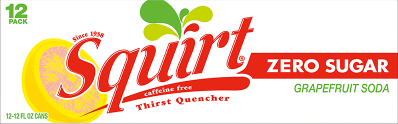 12
PACK
Since 1938
Squirt®
caffeine free
Thirst Quencher
ZERO SUGAR
GRAPEFRUIT SODA
12-12 FL OZ CANS